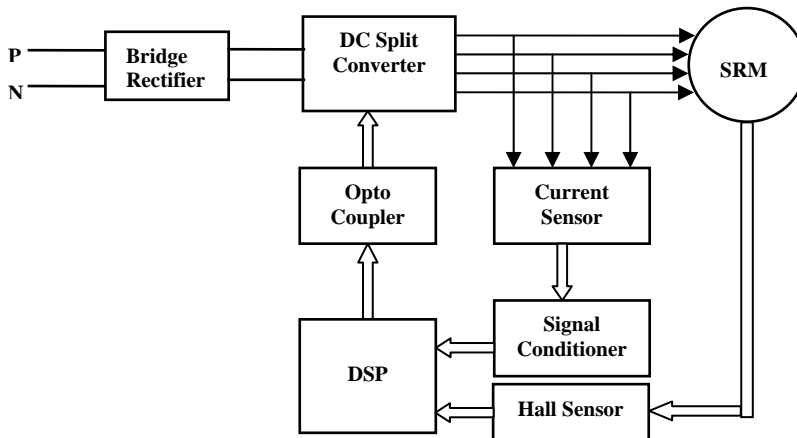 P
N
Bridge
Rectifier
DC Split
Converter
SRM
Opto
Coupler
Current
Sensor
DSP
Signal
Conditioner
Hall Sensor